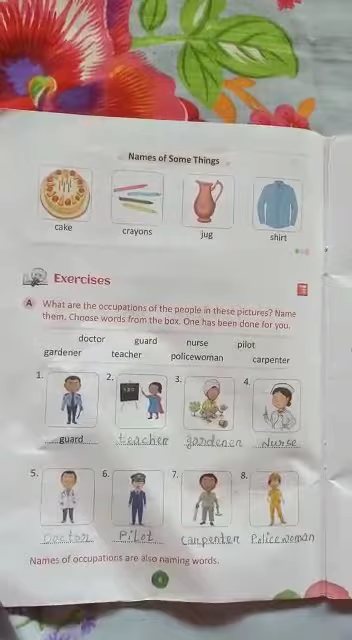 Names of Some Things
cake crayons jug shirt
Exercises
A What are the occupations of the people in these pictures? Name
them. Choose words from the box. One has been done for you.
doctor guard nurse pilot
gardener teacher policewoman carpenter
1. 2. 3. 4.
guard teacher gardener Nurse
5. 6. 7. 8.
Doctor Pilot carpenter Policewoman
Names of occupations are also naming words.